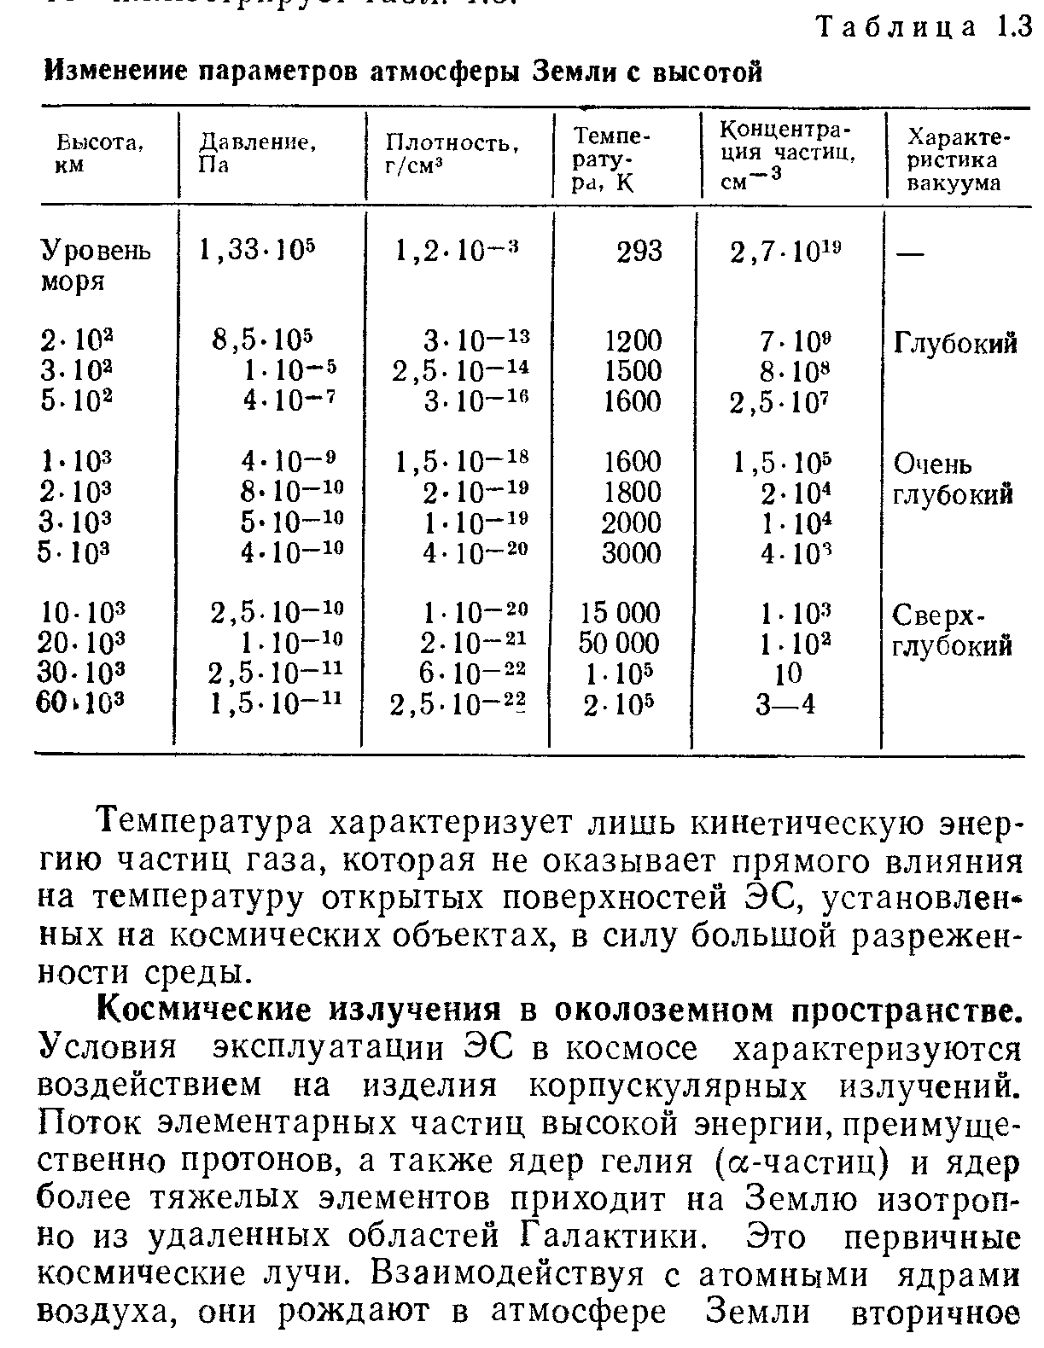 Таблица 1.3
Изменение параметров атмосферы Земли с высотой
Высота, км | Давление, Па | Плотность, г/см³ | Темпе-рату-ра, К | Концентра-ция частиц, см⁻³ | Характе-ристика вакуума
Уровень моря | 1,33·10⁵ | 1,2·10⁻³ | 293 | 2,7·10¹⁹ | —
2·10² | 8,5·10⁵ | 3·10⁻¹³ | 1200 | 7·10⁹ | Глубокий
3·10² | 1·10⁻⁵ | 2,5·10⁻¹⁴ | 1500 | 8·10⁸
5·10² | 4·10⁻⁷ | 3·10⁻¹⁶ | 1600 | 2,5·10⁷
1·10³ | 4·10⁻⁹ | 1,5·10⁻¹⁸ | 1600 | 1,5·10⁵ | Очень
2·10³ | 8·10⁻¹⁰ | 2·10⁻¹⁹ | 1800 | 2·10⁴ | глубокий
3·10³ | 5·10⁻¹⁰ | 1·10⁻¹⁹ | 2000 | 1·10⁴
5·10³ | 4·10⁻¹⁰ | 4·10⁻²⁰ | 3000 | 4·10³
10·10³ | 2,5·10⁻¹⁰ | 1·10⁻²⁰ | 15 000 | 1·10³ | Сверх-
20·10³ | 1·10⁻¹⁰ | 2·10⁻²¹ | 50 000 | 1·10² | глубокий
30·10³ | 2,5·10⁻¹¹ | 6·10⁻²² | 1·10⁵ | 10
60·10³ | 1,5·10⁻¹¹ | 2,5·10⁻²² | 2·10⁵ | 3—4
Температура характеризует лишь кинетическую энер-
гию частиц газа, которая не оказывает прямого влияния
на температуру открытых поверхностей ЭС, установлен-
ных на космических объектах, в силу большой разрежен-
ности среды.
Космические излучения в околоземном пространстве.
Условия эксплуатации ЭС в космосе характеризуются
воздействием на изделия корпускулярных излучений.
Поток элементарных частиц высокой энергии, преимуще-
ственно протонов, а также ядер гелия (α-частиц) и ядер
более тяжелых элементов приходит на Землю изотроп-
но из удаленных областей Галактики. Это первичные
космические лучи. Взаимодействуя с атомными ядрами
воздуха, они рождают в атмосфере Земли вторичное